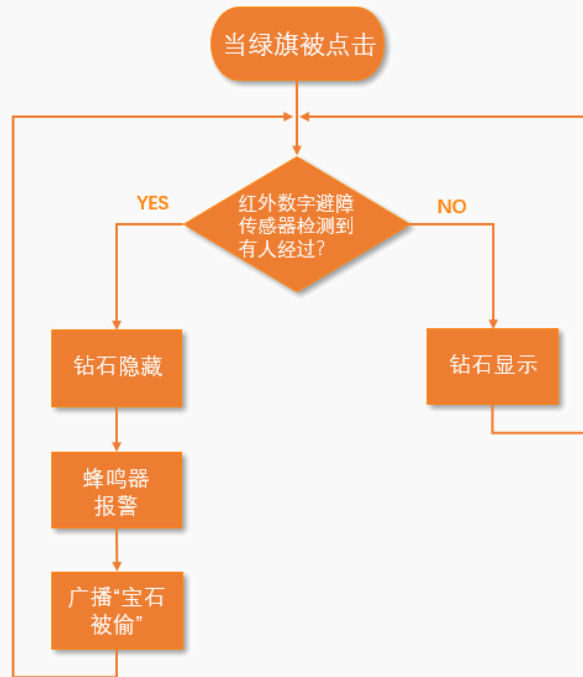 当绿旗被点击
YES
红外数字避障
传感器检测到
有人经过?
NO
钻石隐藏
钻石显示
蜂鸣器
报警
广播“宝石
被偷”